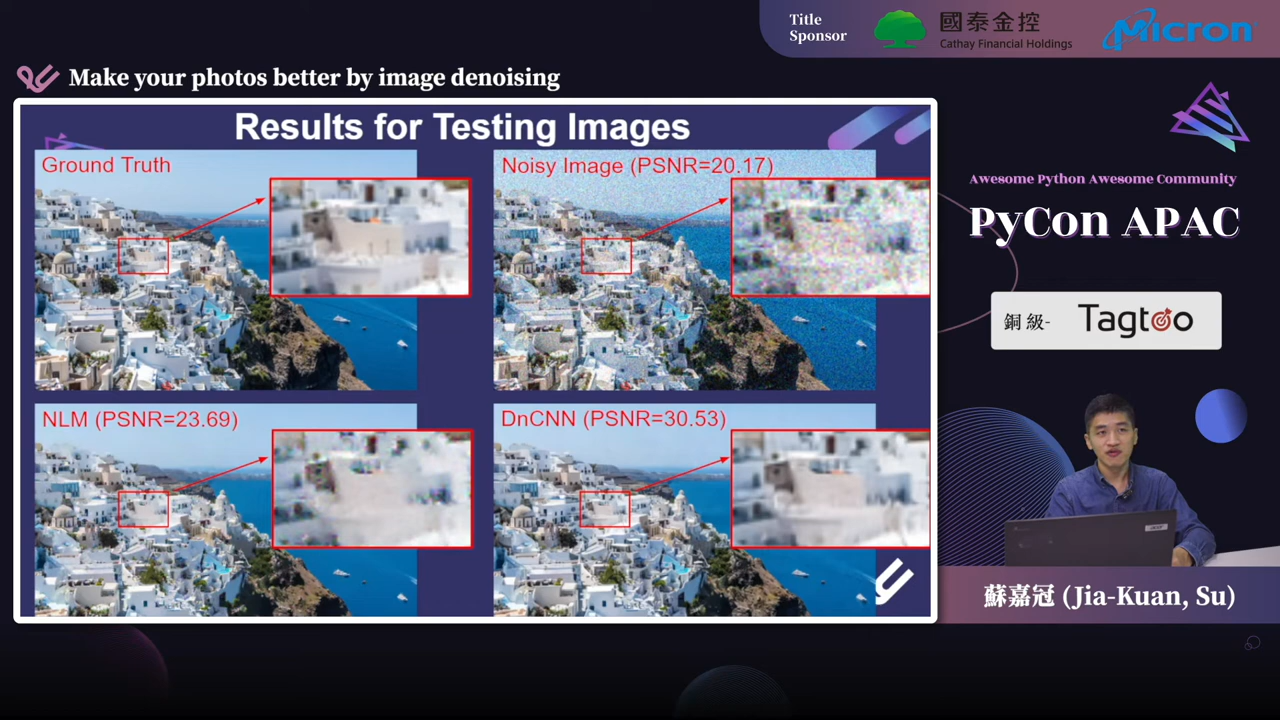 Title
Sponsor
國泰金控
Cathay Financial Holdings
Micron
Make your photos better by image denoising
Results for Testing Images
Ground Truth
Noisy Image (PSNR=20.17)
NLM (PSNR=23.69)
DnCNN (PSNR=30.53)
Awesome Python Awesome Community
PyCon APAC
銅級- Tagtoo
acer
蘇嘉冠 (Jia-Kuan, Su)